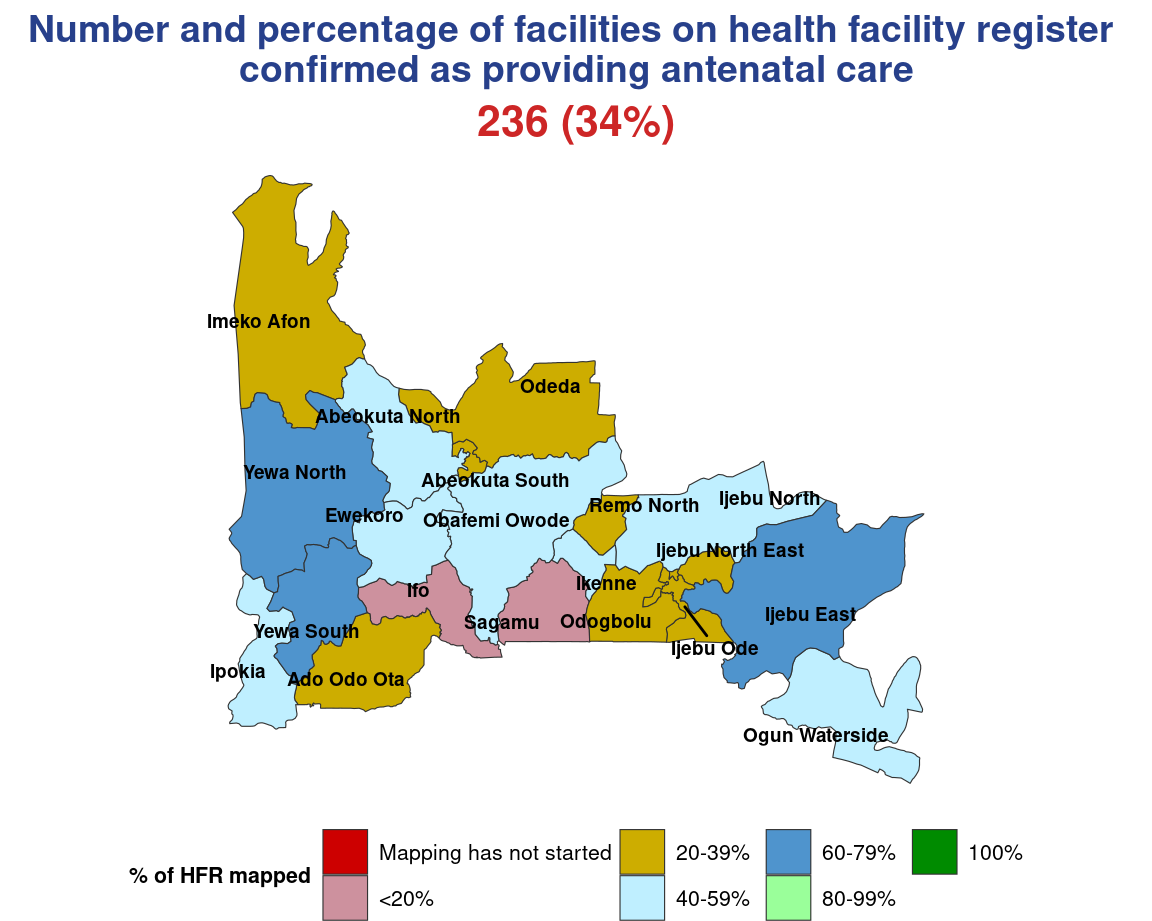 Number and percentage of facilities on health facility register
confirmed as providing antenatal care
236 (34%)
Imeko Afon
Odeda
Abeokuta North
Yewa North
Abeokuta South
Ijebu North
Remo North
Ewekoro
Obafemi Owode
Ijebu North East
Ikenne
Ifo
Ijebu East
Sagamu
Odogbolu
Yewa South
Ijebu Ode
Ipokia
Ado Odo Ota
Ogun Waterside
% of HFR mapped
Mapping has not started
<20%
20-39%
40-59%
60-79%
80-99%
100%